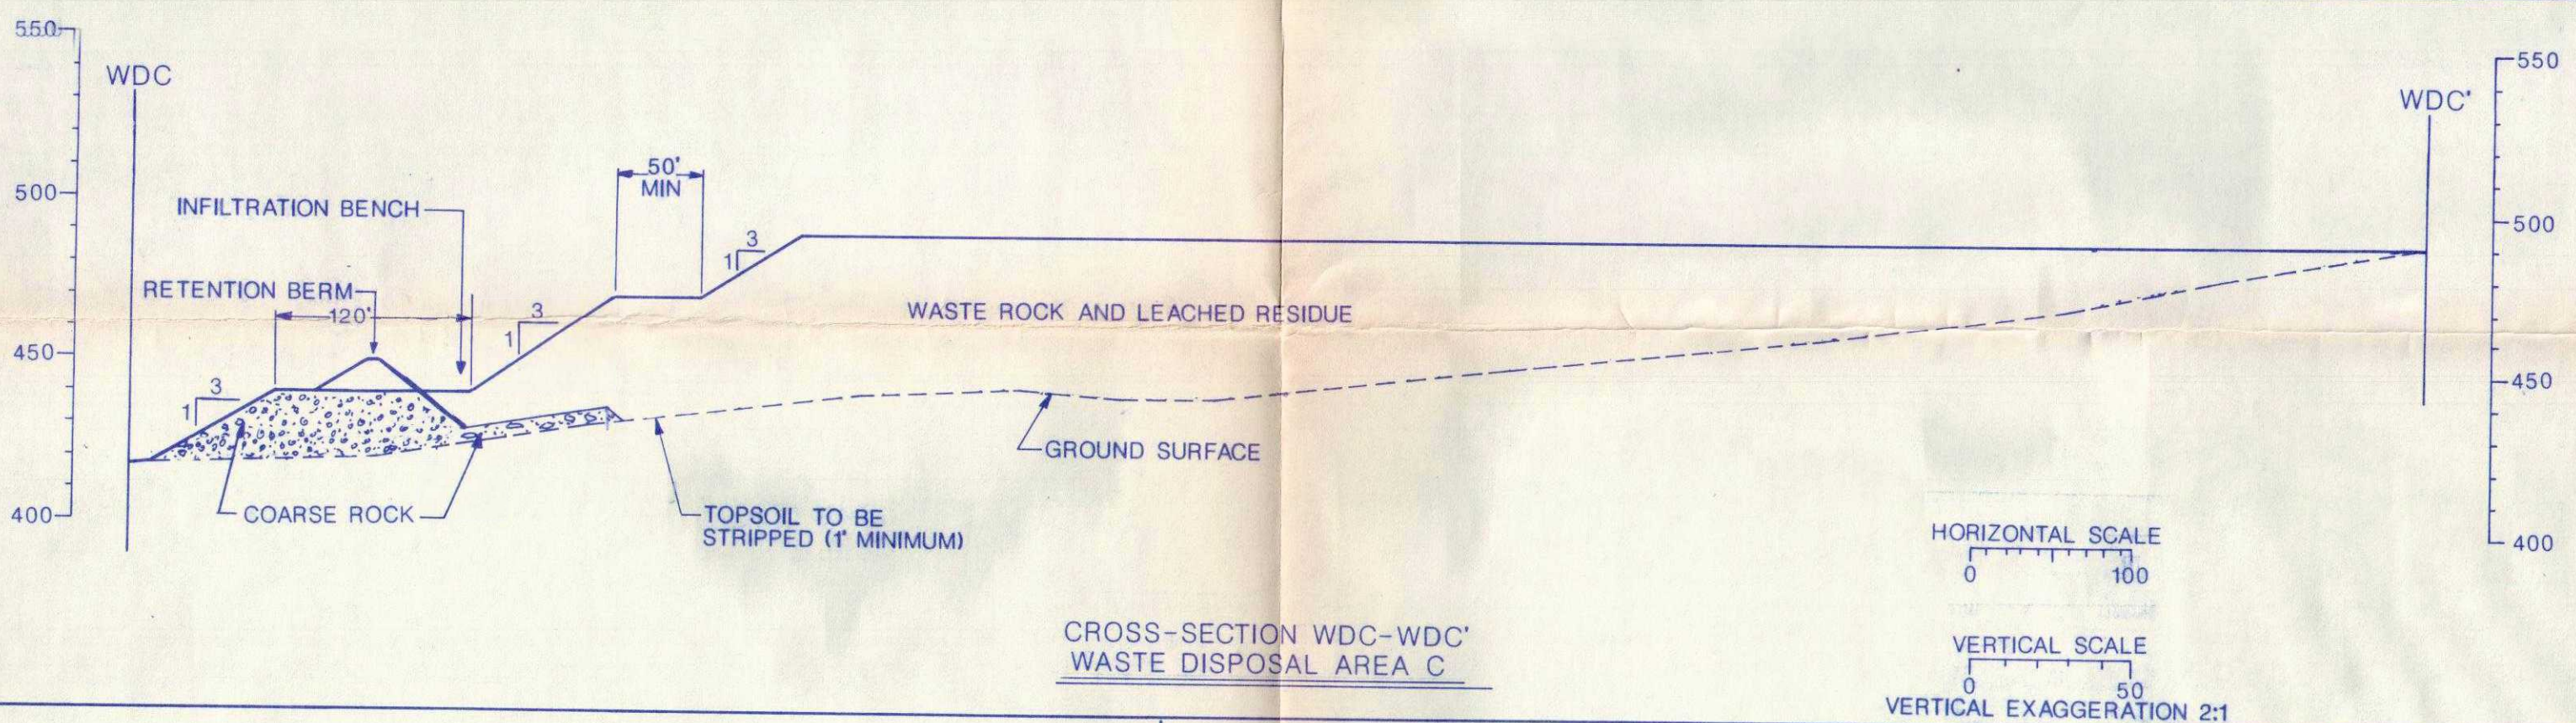 550
WDC
500
450
400
INFILTRATION BENCH
RETENTION BERM
120'
50'
MIN
3
1
3
1
3
1
COARSE ROCK
TOPSOIL TO BE
STRIPPED (1' MINIMUM)
WASTE ROCK AND LEACHED RESIDUE
GROUND SURFACE
WDC'
550
500
450
400
HORIZONTAL SCALE
0 100
VERTICAL SCALE
0 50
VERTICAL EXAGGERATION 2:1
CROSS-SECTION WDC-WDC'
WASTE DISPOSAL AREA C